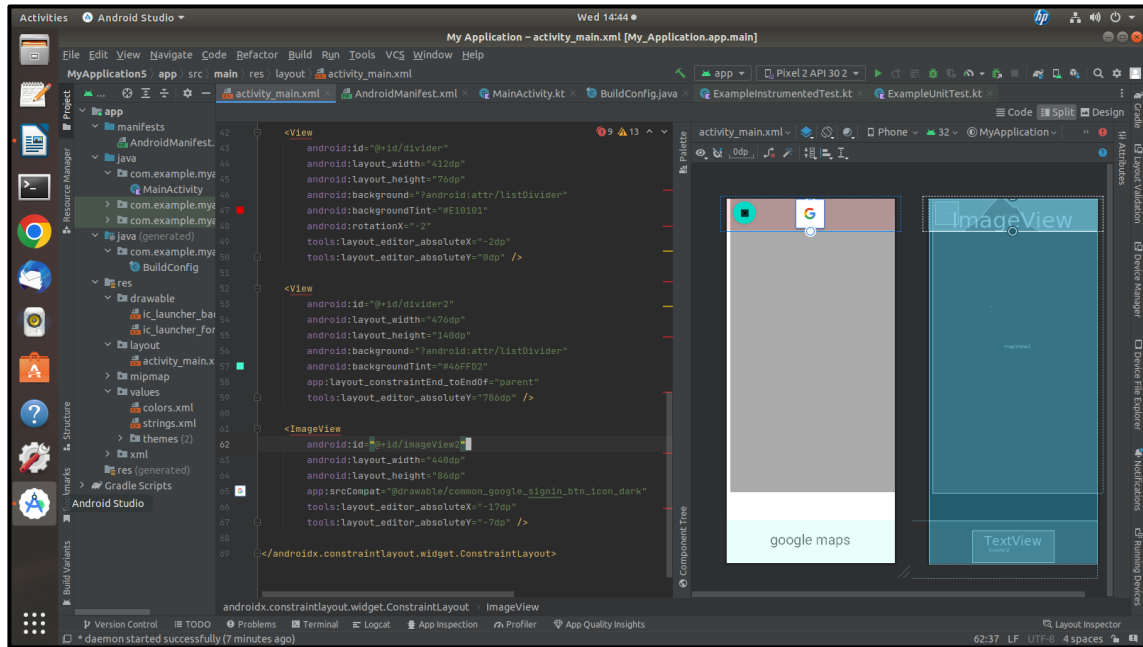 Activities Android Studio Wed 14:44
My Application – activity_main.xml [My_Application.app.main]
File Edit View Navigate Code Refactor Build Run Tools VCS Window Help
MyApplication5 app src main res layout activity_main.xml app Pixel 2 API 30 2
... activity_main.xml AndroidManifest.xml MainActivity.kt BuildConfig.java ExampleInstrumentedTest.kt ExampleUnitTest.kt
Code Split Design
Project
Resource Manager
Structure
Bookmarks
Build Variants
app
manifests
AndroidManifest.
java
com.example.mya
MainActivity
com.example.mya
com.example.mya
java (generated)
com.example.mya
BuildConfig
res
drawable
ic_launcher_bac
ic_launcher_for
layout
activity_main.x
mipmap
values
colors.xml
strings.xml
themes (2)
xml
res (generated)
Gradle Scripts
Android Studio
9 13
42 <View
43 android:id="@+id/divider"
44 android:layout_width="412dp"
45 android:layout_height="76dp"
46 android:background="?android:attr/listDivider"
47 android:backgroundTint="#E10101"
48 android:rotationX="-2"
49 tools:layout_editor_absoluteX="-2dp"
50 tools:layout_editor_absoluteY="0dp" />
51
52 <View
53 android:id="@+id/divider2"
54 android:layout_width="476dp"
55 android:layout_height="140dp"
56 android:background="?android:attr/listDivider"
57 android:backgroundTint="#46FFD2"
58 app:layout_constraintEnd_toEndOf="parent"
59 tools:layout_editor_absoluteY="786dp" />
60
61 <ImageView
62 android:id="@+id/imageView2"
63 android:layout_width="440dp"
64 android:layout_height="86dp"
65 app:srcCompat="@drawable/common_google_signin_btn_icon_dark"
66 tools:layout_editor_absoluteX="-17dp"
67 tools:layout_editor_absoluteY="-7dp" />
68
69 </androidx.constraintlayout.widget.ConstraintLayout>
androidx.constraintlayout.widget.ConstraintLayout ImageView
Palette
Component Tree
activity_main.xml Phone 32 MyApplication
0dp
G
google maps
ImageView
TextView
divider2
Gradle
Attributes
Layout Validation
Device Manager
Device File Explorer
Notifications
Running Devices
Version Control TODO Problems Terminal Logcat App Inspection Profiler App Quality Insights Layout Inspector
* daemon started successfully (7 minutes ago) 62:37 LF UTF-8 4 spaces